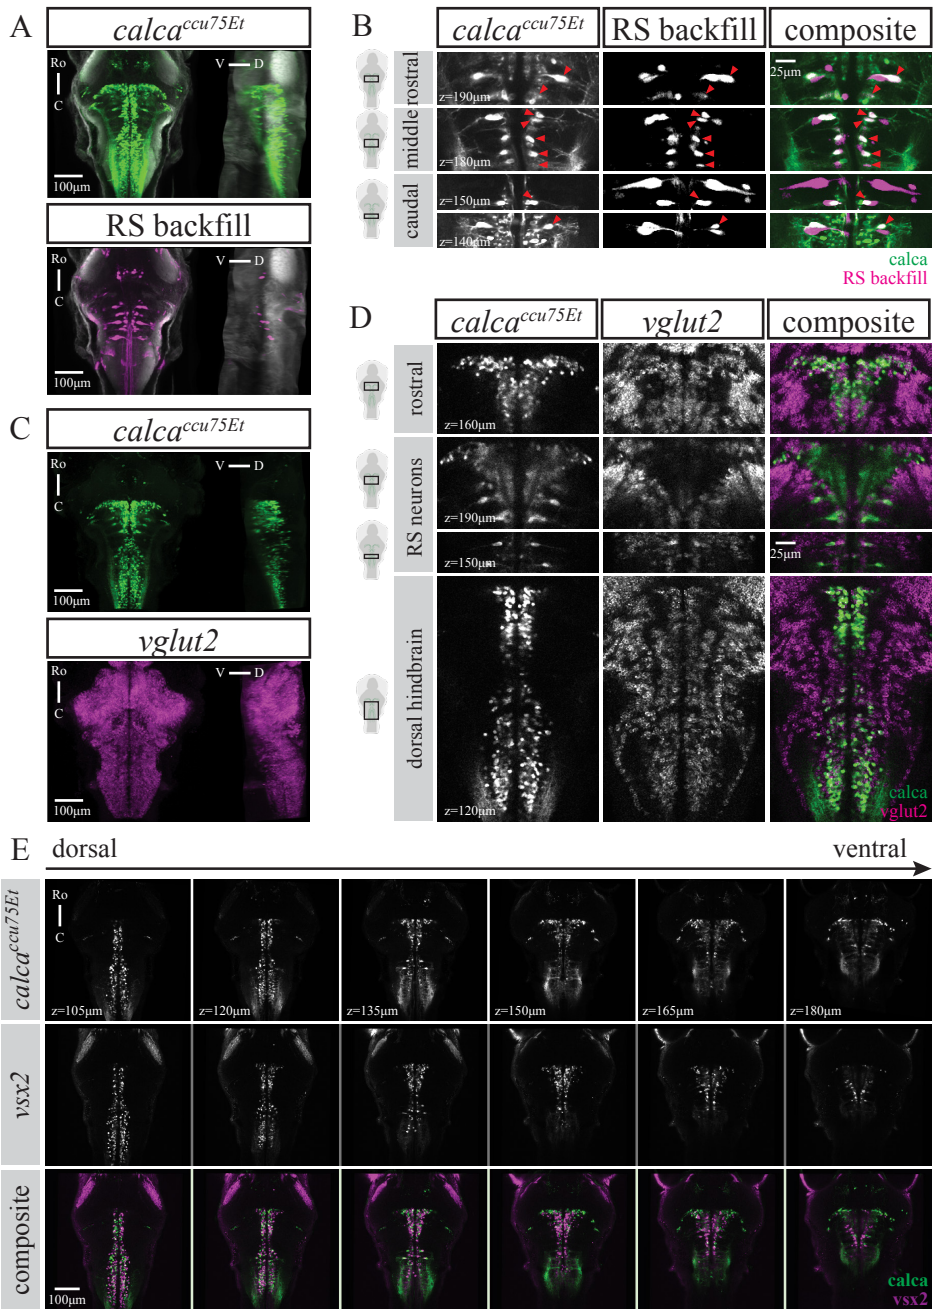 A
calca^ccu75Et
Ro
C
V
D
100μm
RS backfill
Ro
C
V
D
100μm
B
calca^ccu75Et
RS backfill
composite
rostral
z=190μm
25μm
middle
z=180μm
caudal
z=150μm
z=140μm
calca
RS backfill
C
calca^ccu75Et
Ro
C
V
D
100μm
vglut2
Ro
C
V
D
100μm
D
calca^ccu75Et
vglut2
composite
rostral
z=160μm
RS neurons
z=190μm
z=150μm
25μm
dorsal hindbrain
z=120μm
calca
vglut2
E
dorsal
ventral
calca^ccu75Et
Ro
C
z=105μm
z=120μm
z=135μm
z=150μm
z=165μm
z=180μm
vsx2
composite
100μm
calca
vsx2